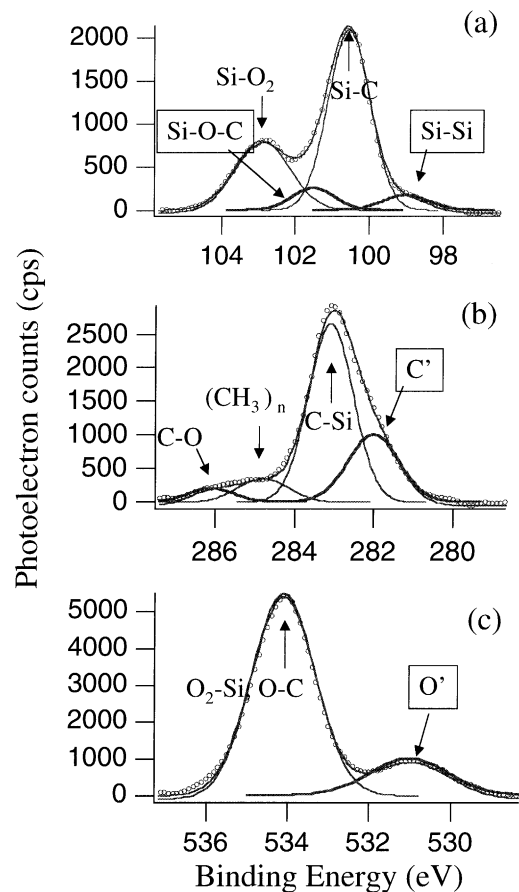 (a)
2000
1500
1000
500
0
Si-O2
Si-C
Si-O-C
Si-Si
104 102 100 98
(b)
2500
2000
1500
1000
500
0
C'
(CH3)n
C-Si
C-O
286 284 282 280
(c)
5000
4000
3000
2000
1000
0
O2-Si, O-C
O'
536 534 532 530
Binding Energy (eV)
Photoelectron counts (cps)